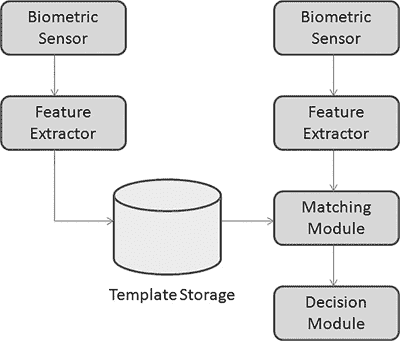 Biometric
Sensor
Feature
Extractor
Template Storage
Biometric
Sensor
Feature
Extractor
Matching
Module
Decision
Module